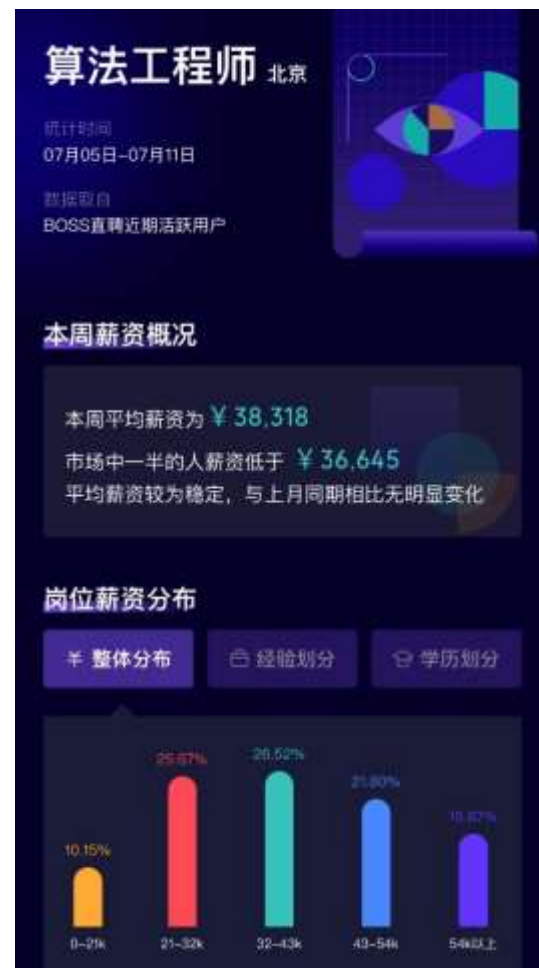 算法工程师 北京
统计时间
07月05日-07月11日
数据取自
BOSS直聘近期活跃用户
本周薪资概况
本周平均薪资为 ¥ 38,318
市场中一半的人薪资低于 ¥ 36,645
平均薪资较为稳定，与上月同期相比无明显变化
岗位薪资分布
¥ 整体分布 经验划分 学历划分
26.52%
21.80%
10.15%
0-21k 21-32k 32-43k 43-54k 54k以上